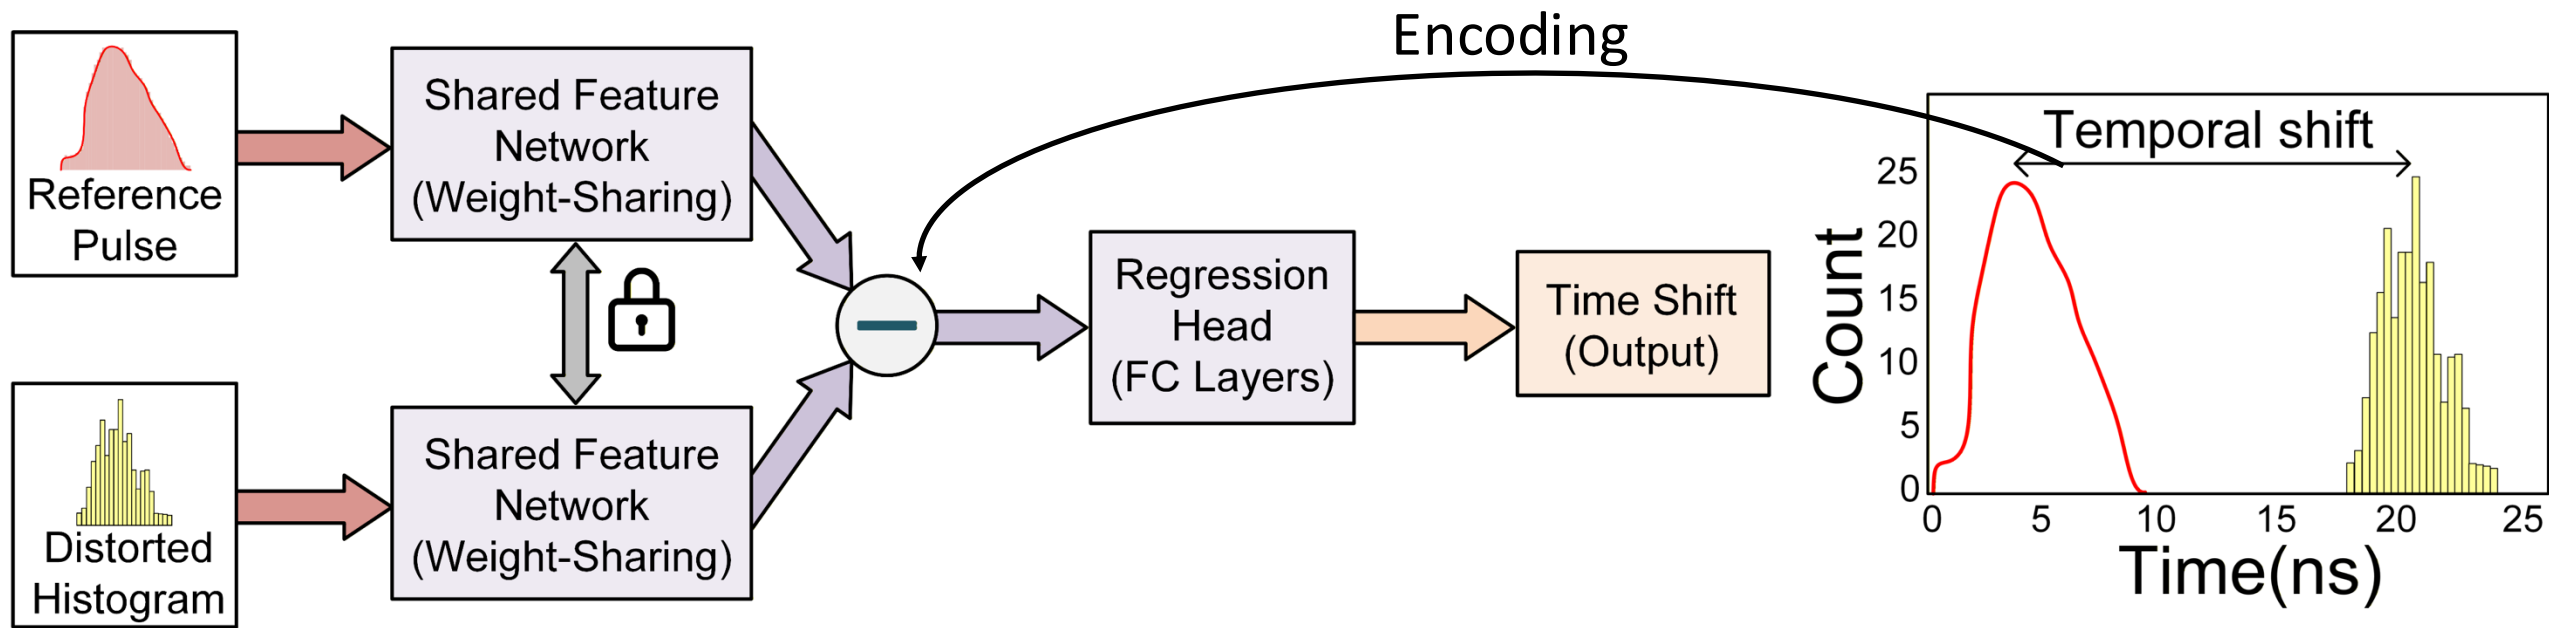 Encoding
Reference
Pulse
Shared Feature
Network
(Weight-Sharing)
Distorted
Histogram
Shared Feature
Network
(Weight-Sharing)
Regression
Head
(FC Layers)
Time Shift
(Output)
Temporal shift
Count
25
20
15
10
5
0
0 5 10 15 20 25
Time(ns)